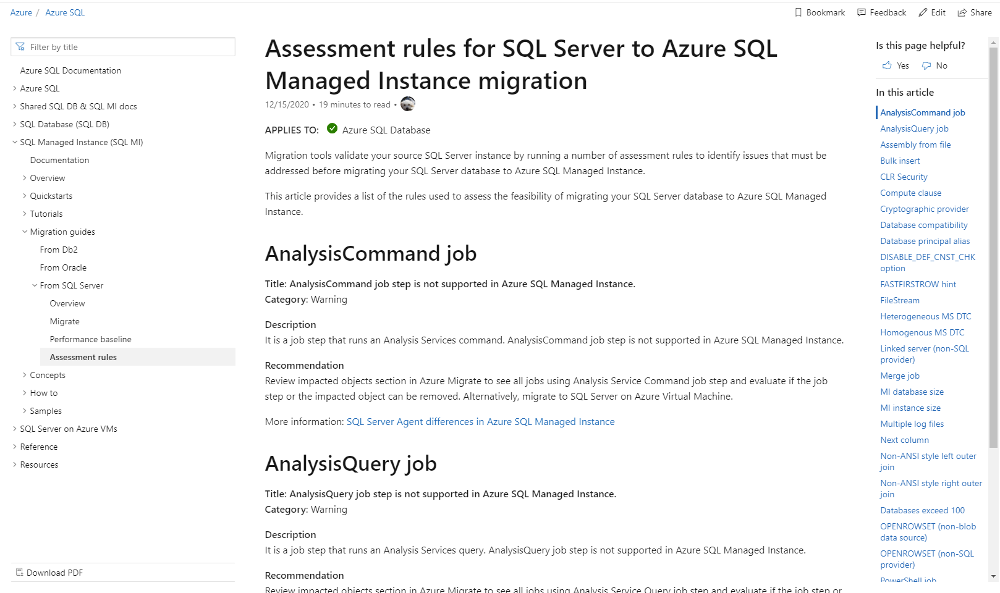 Azure / Azure SQL
Bookmark Feedback Edit Share
Filter by title
Azure SQL Documentation
Azure SQL
Shared SQL DB & SQL MI docs
SQL Database (SQL DB)
SQL Managed Instance (SQL MI)
Documentation
Overview
Quickstarts
Tutorials
Migration guides
From Db2
From Oracle
From SQL Server
Overview
Migrate
Performance baseline
Assessment rules
Concepts
How to
Samples
SQL Server on Azure VMs
Reference
Resources
Download PDF
Assessment rules for SQL Server to Azure SQL
Managed Instance migration
12/15/2020 • 19 minutes to read •
APPLIES TO: Azure SQL Database
Migration tools validate your source SQL Server instance by running a number of assessment rules to identify issues that must be
addressed before migrating your SQL Server database to Azure SQL Managed Instance.
This article provides a list of the rules used to assess the feasibility of migrating your SQL Server database to Azure SQL Managed
Instance.
AnalysisCommand job
Title: AnalysisCommand job step is not supported in Azure SQL Managed Instance.
Category: Warning
Description
It is a job step that runs an Analysis Services command. AnalysisCommand job step is not supported in Azure SQL Managed Instance.
Recommendation
Review impacted objects section in Azure Migrate to see all jobs using Analysis Service Command job step and evaluate if the job
step or the impacted object can be removed. Alternatively, migrate to SQL Server on Azure Virtual Machine.
More information: SQL Server Agent differences in Azure SQL Managed Instance
AnalysisQuery job
Title: AnalysisQuery job step is not supported in Azure SQL Managed Instance.
Category: Warning
Description
It is a job step that runs an Analysis Services query. AnalysisQuery job step is not supported in Azure SQL Managed Instance.
Recommendation
Review impacted objects section in Azure Migrate to see all jobs using Analysis Service Query job step and evaluate if the job step or
Is this page helpful?
Yes No
In this article
AnalysisCommand job
AnalysisQuery job
Assembly from file
Bulk insert
CLR Security
Compute clause
Cryptographic provider
Database compatibility
Database principal alias
DISABLE_DEF_CNST_CHK
option
FASTFIRSTROW hint
FileStream
Heterogeneous MS DTC
Homogenous MS DTC
Linked server (non-SQL
provider)
Merge job
MI database size
MI instance size
Multiple log files
Next column
Non-ANSI style left outer
join
Non-ANSI style right outer
join
Databases exceed 100
OPENROWSET (non-blob
data source)
OPENROWSET (non-SQL
provider)
PowerShell job